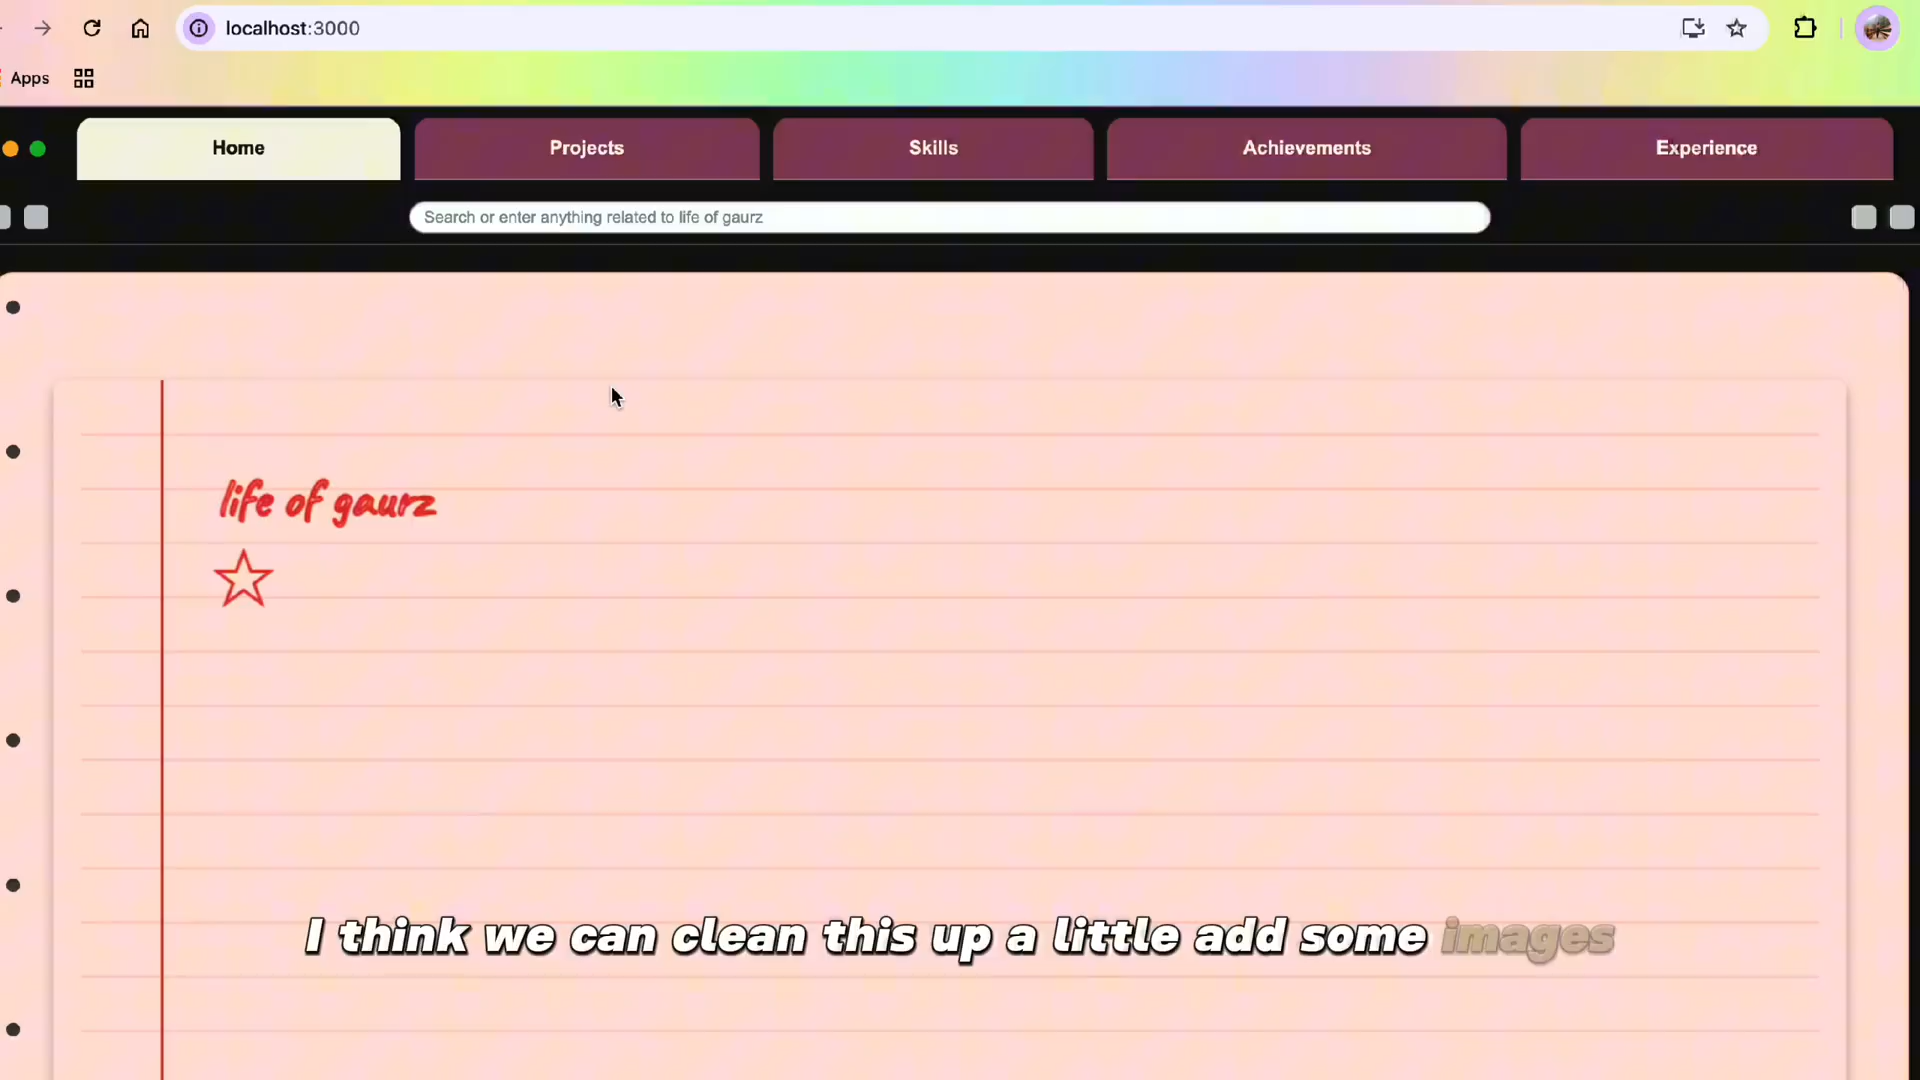 localhost:3000
Apps
Home
Projects
Skills
Achievements
Experience
Search or enter anything related to life of gaurz
life of gaurz
I think we can clean this up a little add some images